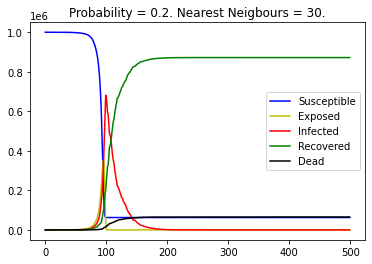 Probability = 0.2. Nearest Neigbours = 30.
1e6
1.0
0.8
0.6
0.4
0.2
0.0
Susceptible
Exposed
Infected
Recovered
Dead
0 100 200 300 400 500